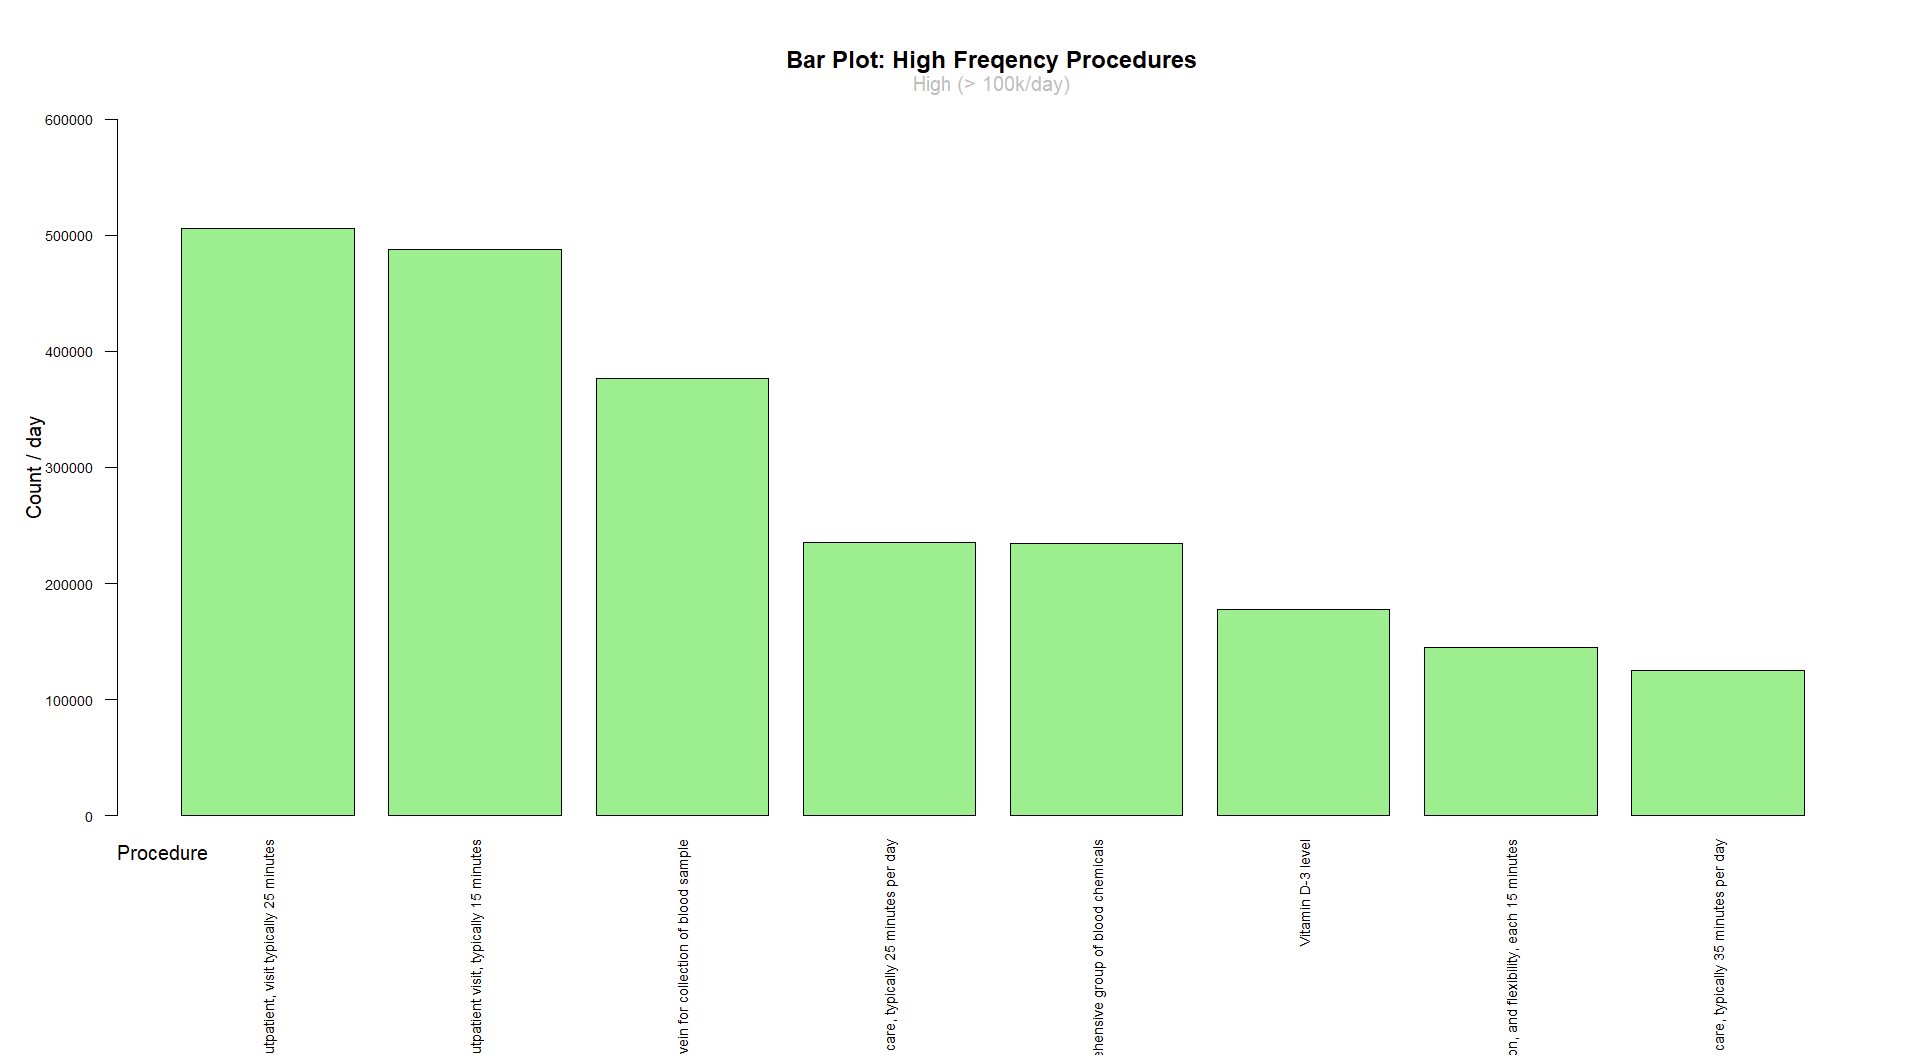 Bar Plot: High Freqency Procedures
High (> 100k/day)
600000
500000
400000
300000
200000
100000
0
Count / day
Procedure
utpatient, visit typically 25 minutes
utpatient visit, typically 15 minutes
vein for collection of blood sample
care, typically 25 minutes per day
ehensive group of blood chemicals
Vitamin D-3 level
on, and flexibility, each 15 minutes
care, typically 35 minutes per day